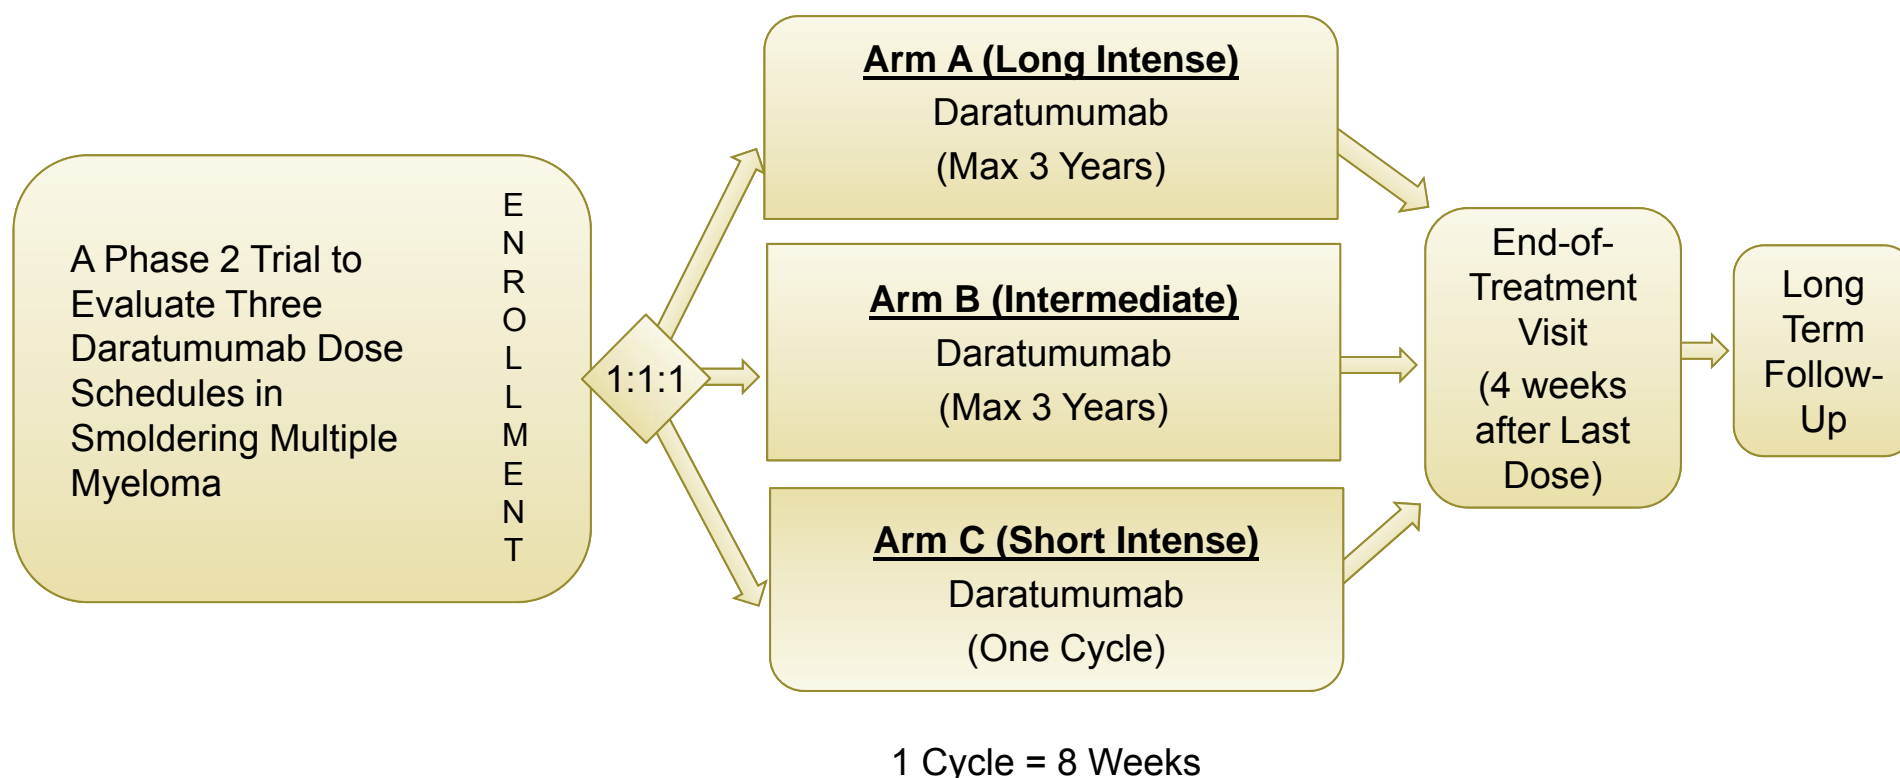 A Phase 2 Trial to
Evaluate Three
Daratumumab Dose
Schedules in
Smoldering Multiple
Myeloma
E
N
R
O
L
L
M
E
N
T
1:1:1
Arm A (Long Intense)
Daratumumab
(Max 3 Years)
Arm B (Intermediate)
Daratumumab
(Max 3 Years)
Arm C (Short Intense)
Daratumumab
(One Cycle)
End-of-
Treatment
Visit
(4 weeks
after Last
Dose)
Long
Term
Follow-
Up
1 Cycle = 8 Weeks